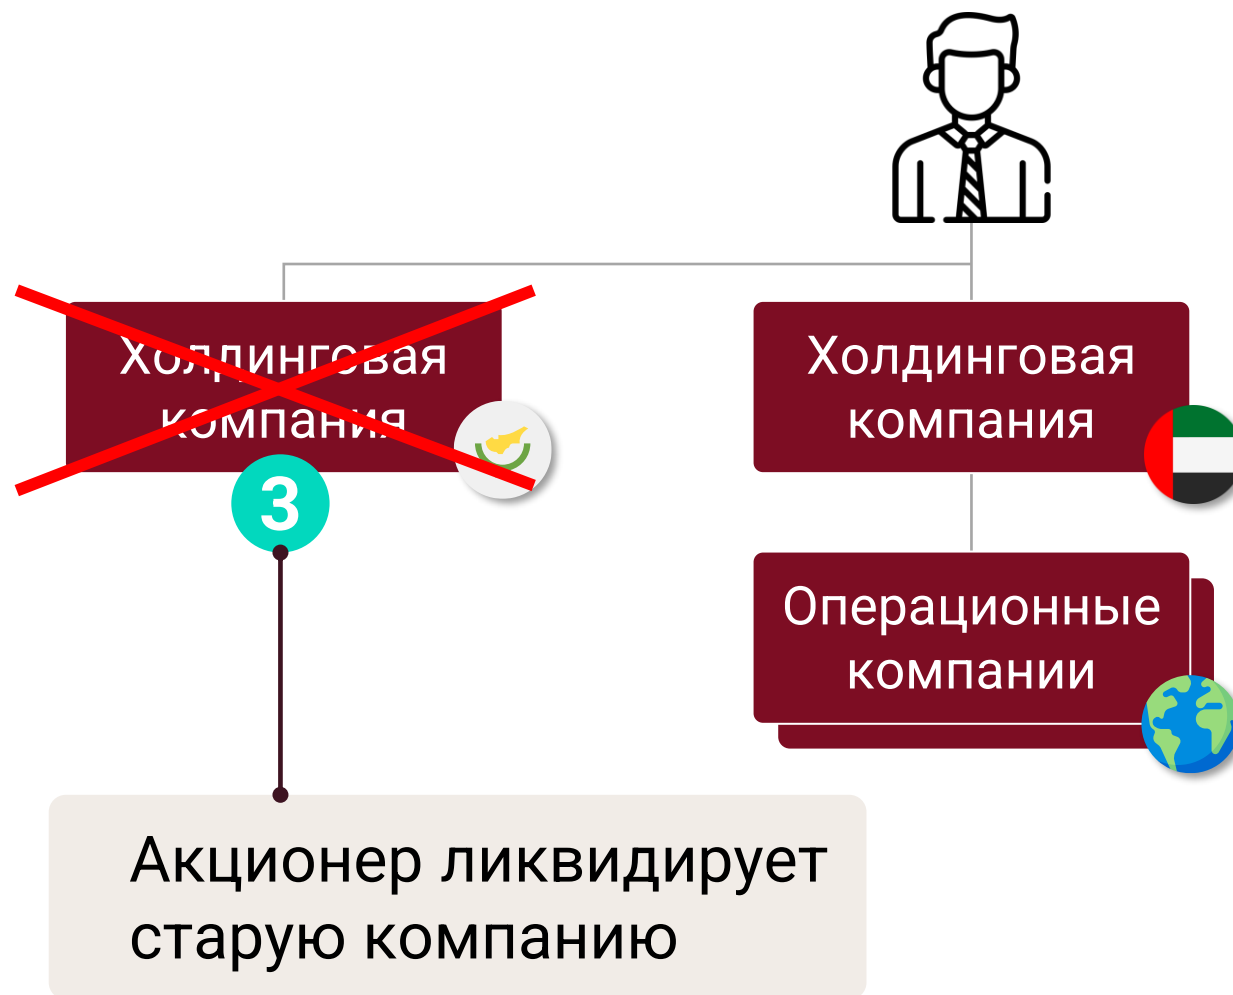 Холдинговая
компания
Холдинговая
компания
3
Операционные
компании
Акционер ликвидирует
старую компанию